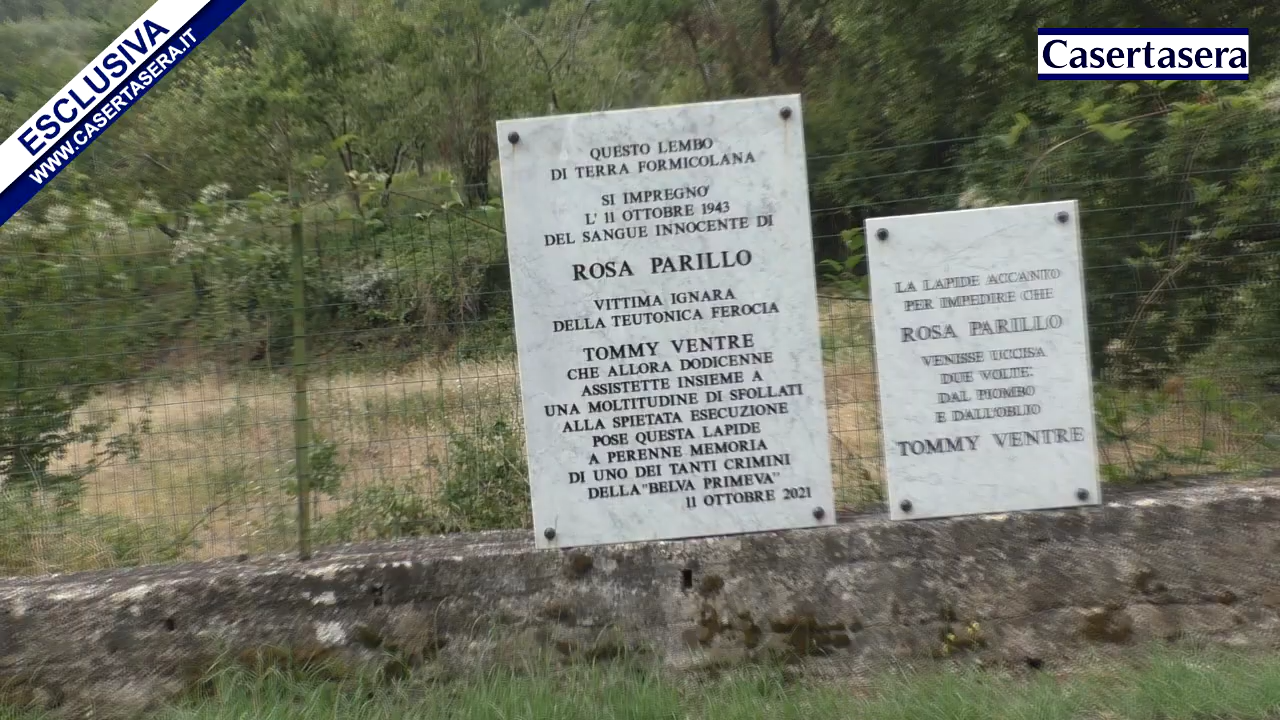 ESCLUSIVA
WWW.CASERTASERA.IT
Casertasera
QUESTO LEMBO
DI TERRA FORMICOLANA
SI IMPREGNO'
L' 11 OTTOBRE 1943
DEL SANGUE INNOCENTE DI
ROSA PARILLO
VITTIMA IGNARA
DELLA TEUTONICA FEROCIA
TOMMY VENTRE
CHE ALLORA DODICENNE
ASSISTETTE INSIEME A
UNA MOLTITUDINE DI SFOLLATI
ALLA SPIETATA ESECUZIONE
POSE QUESTA LAPIDE
A PERENNE MEMORIA
DI UNO DEI TANTI CRIMINI
DELLA "BELVA PRIMEVA"
11 OTTOBRE 2021
LA LAPIDE ACCANTO
PER IMPEDIRE CHE
ROSA PARILLO
VENISSE UCCISA
DUE VOLTE:
DAL PIOMBO
E DALL'OBLIO
TOMMY VENTRE